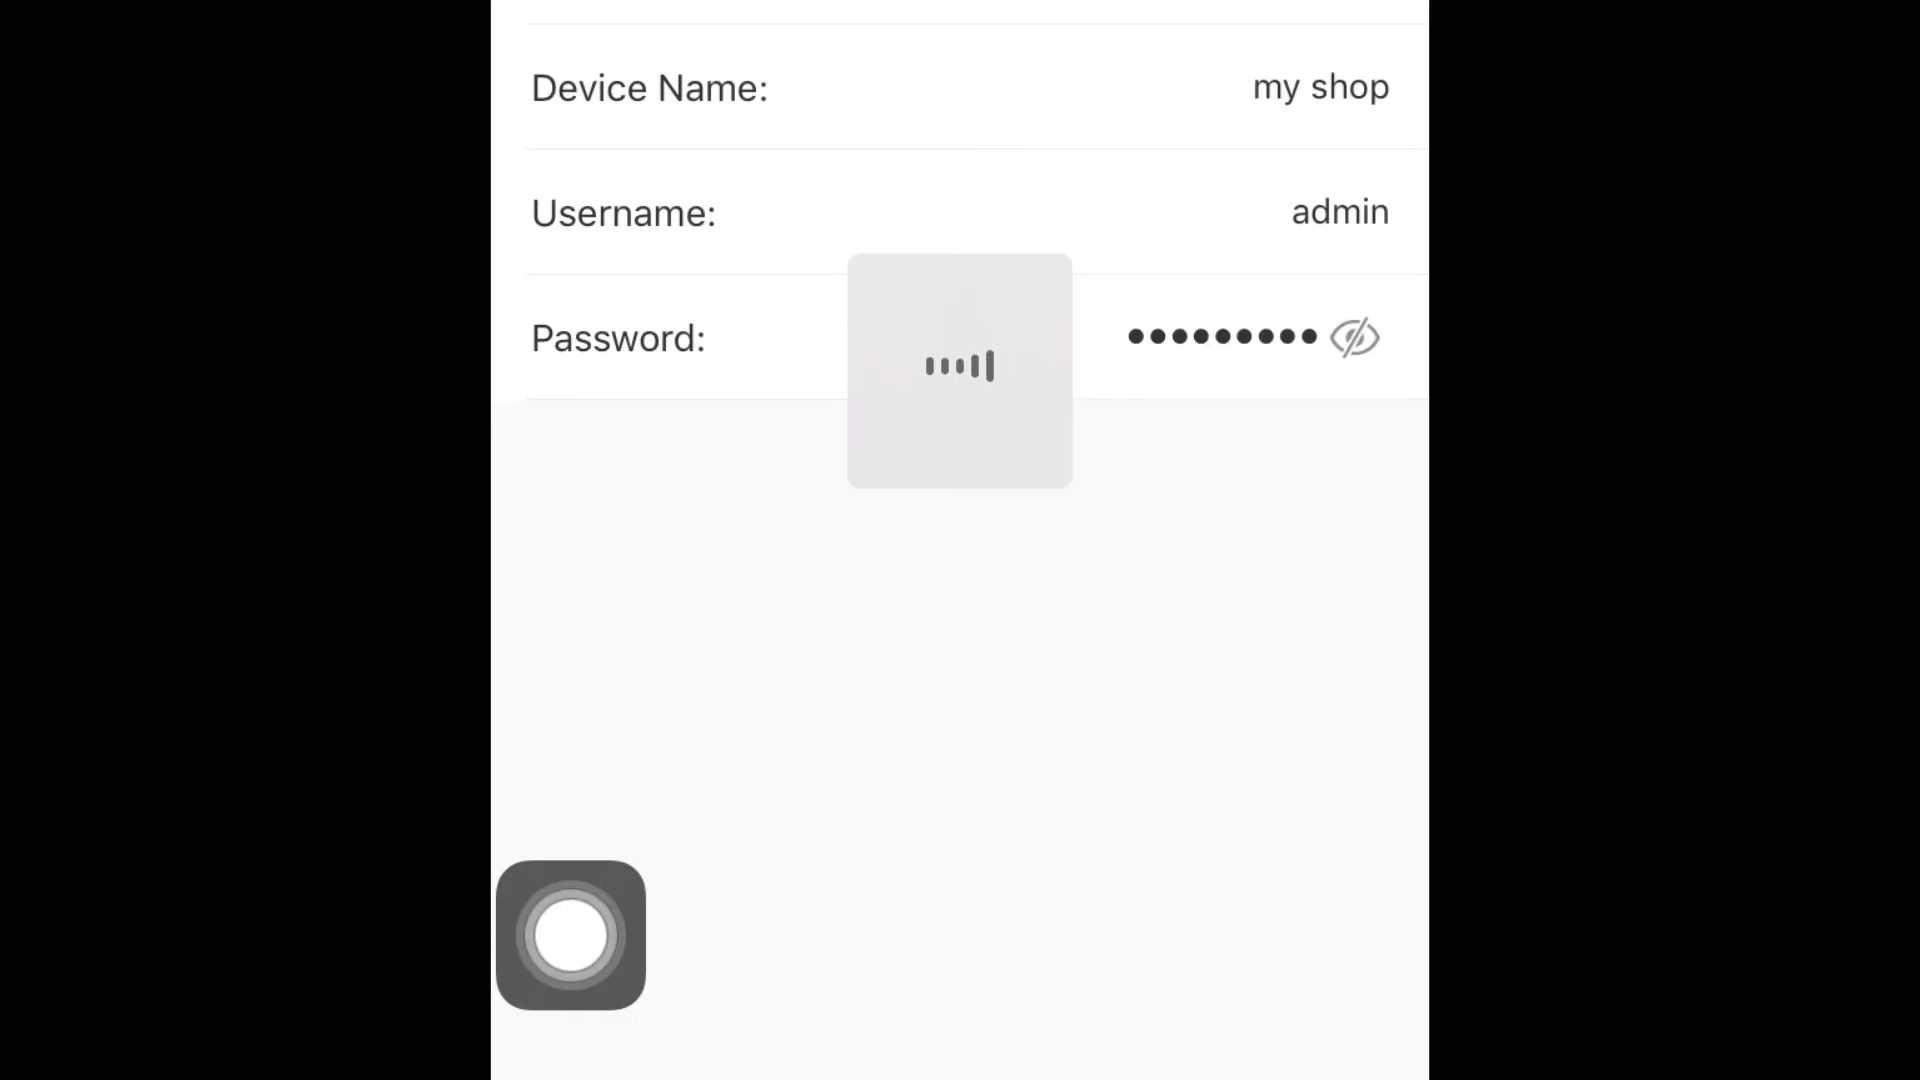 Device Name: my shop
Username: admin
Password: •••••••••